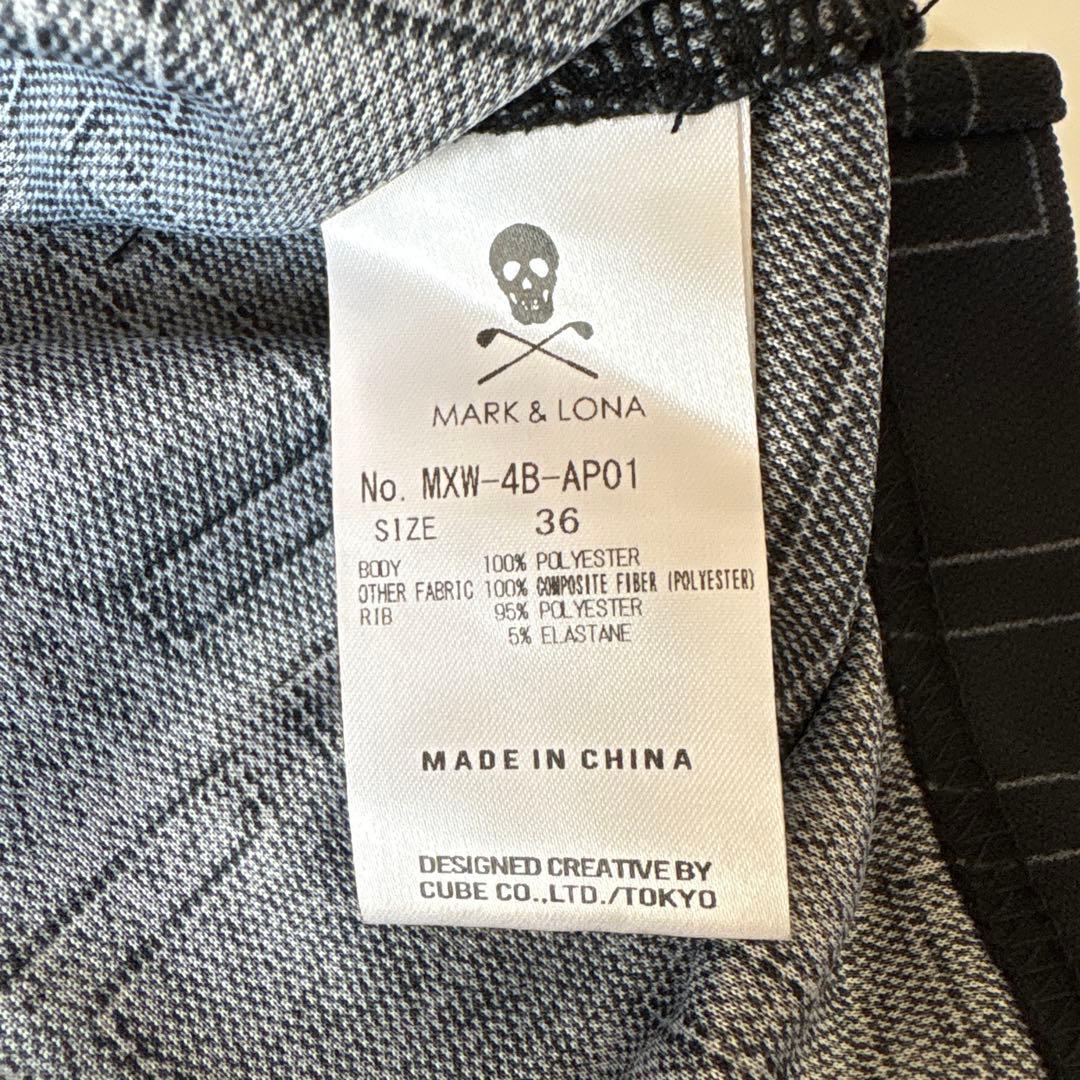 MARK & LONA
No. MXW-4B-AP01
SIZE 36
BODY 100% POLYESTER
OTHER FABRIC 100% COMPOSITE FIBER (POLYESTER)
RIB 95% POLYESTER
5% ELASTANE
MADE IN CHINA
DESIGNED CREATIVE BY
CUBE CO.,LTD./TOKYO